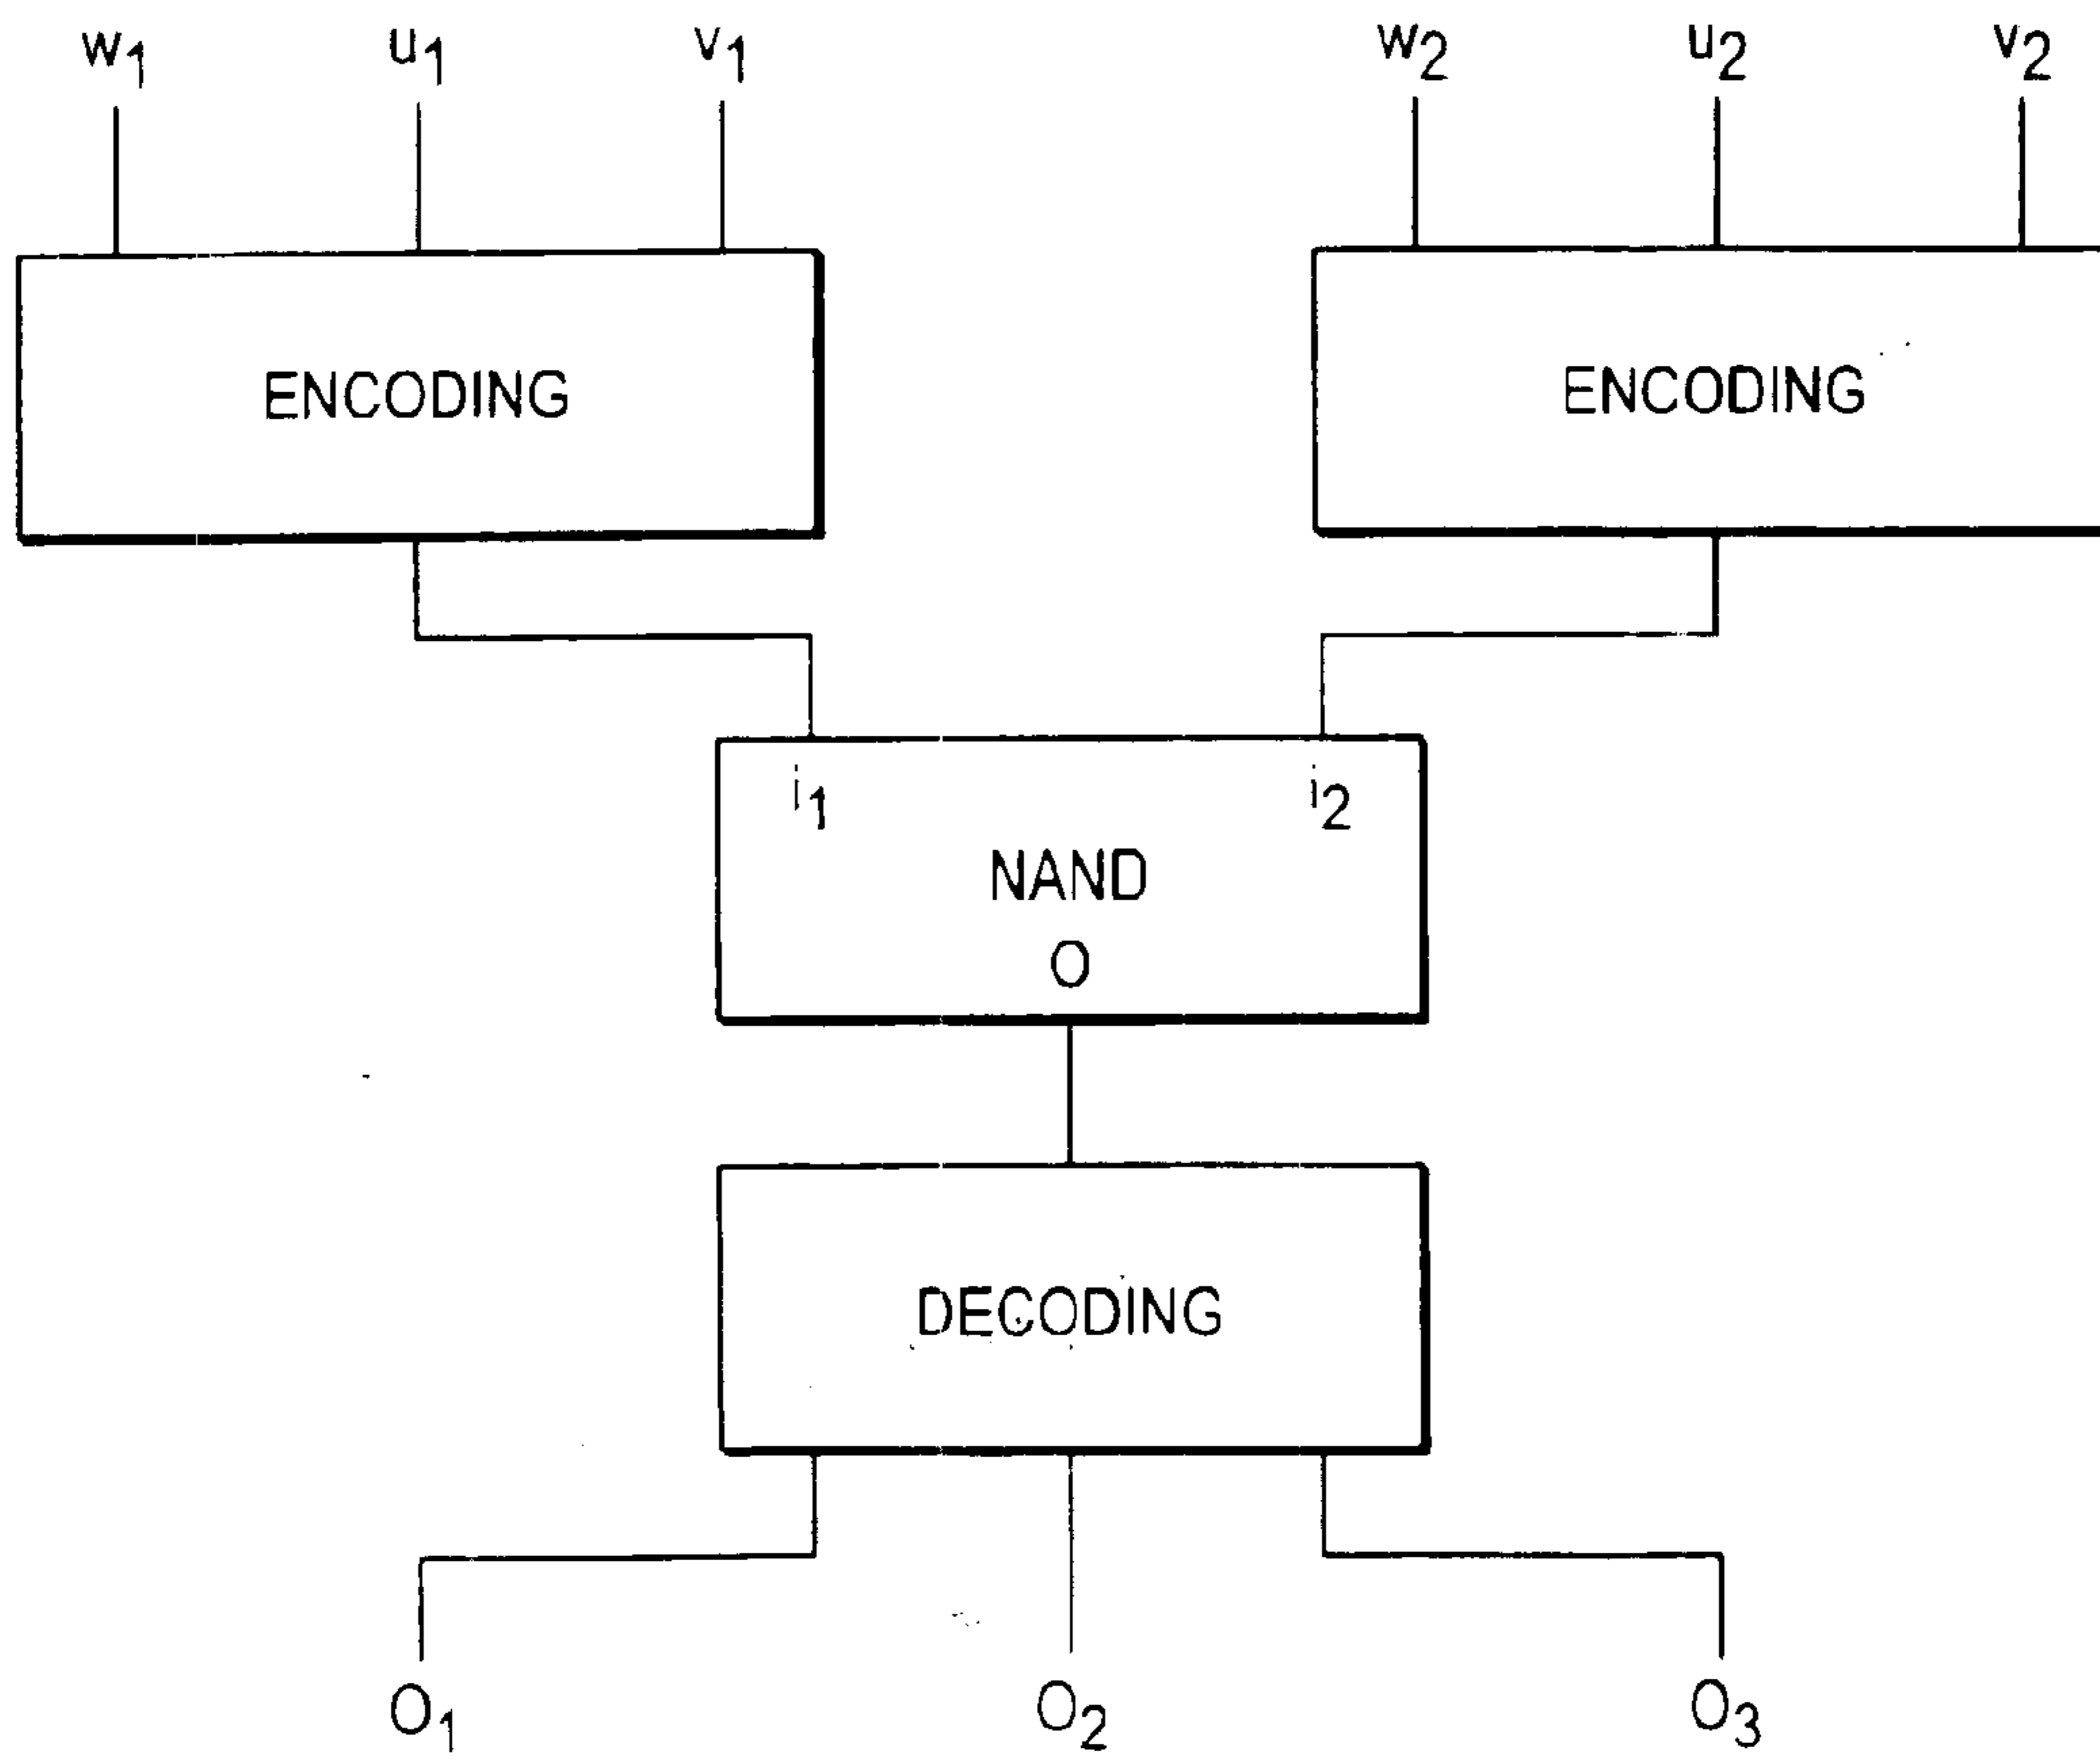 w1 u1 v1 w2 u2 v2
ENCODING ENCODING
i1 i2
NAND
O
DECODING
O1 O2 O3